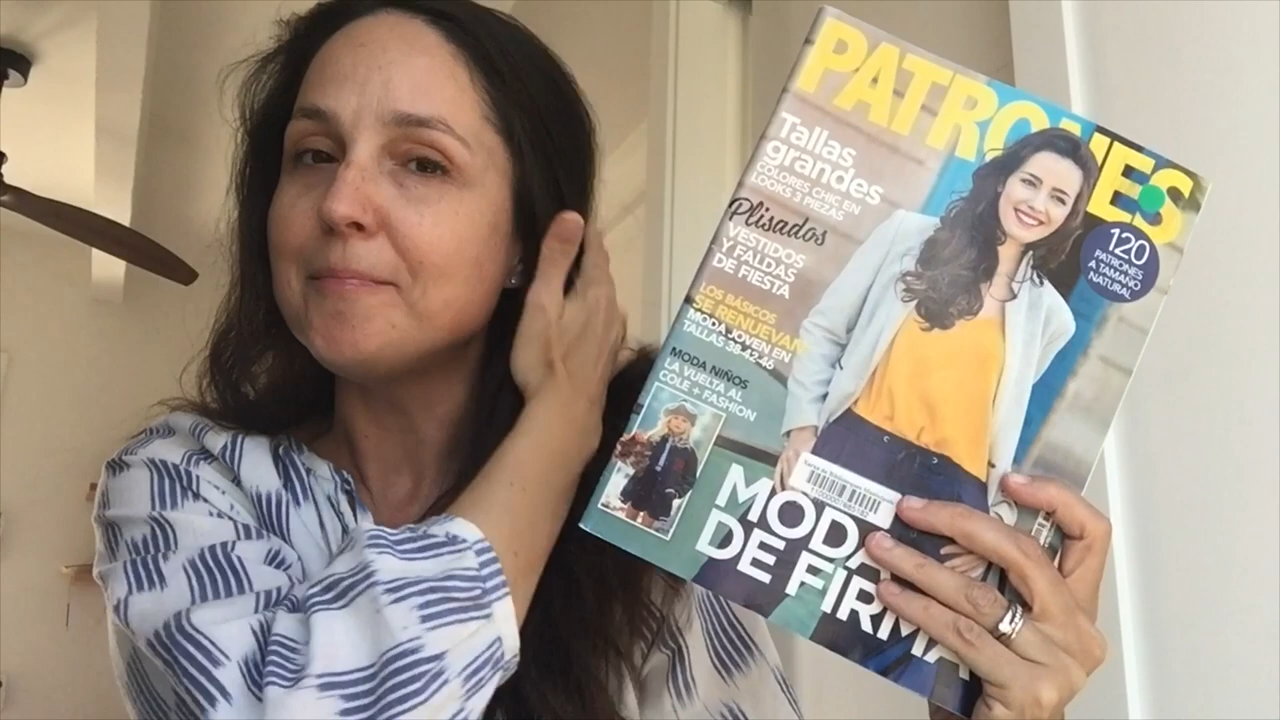 PATRONES
Tallas
grandes
COLORES CHIC EN
LOOKS 3 PIEZAS
Plisados
VESTIDOS
Y FALDAS
DE FIESTA
LOS BÁSICOS
SE RENUEVAN
MODA JOVEN EN
TALLAS 38-42-46
MODA NIÑOS
LA VUELTA AL
COLE + FASHION
120
PATRONES
A TAMAÑO
NATURAL
MODA
DE FIRMA